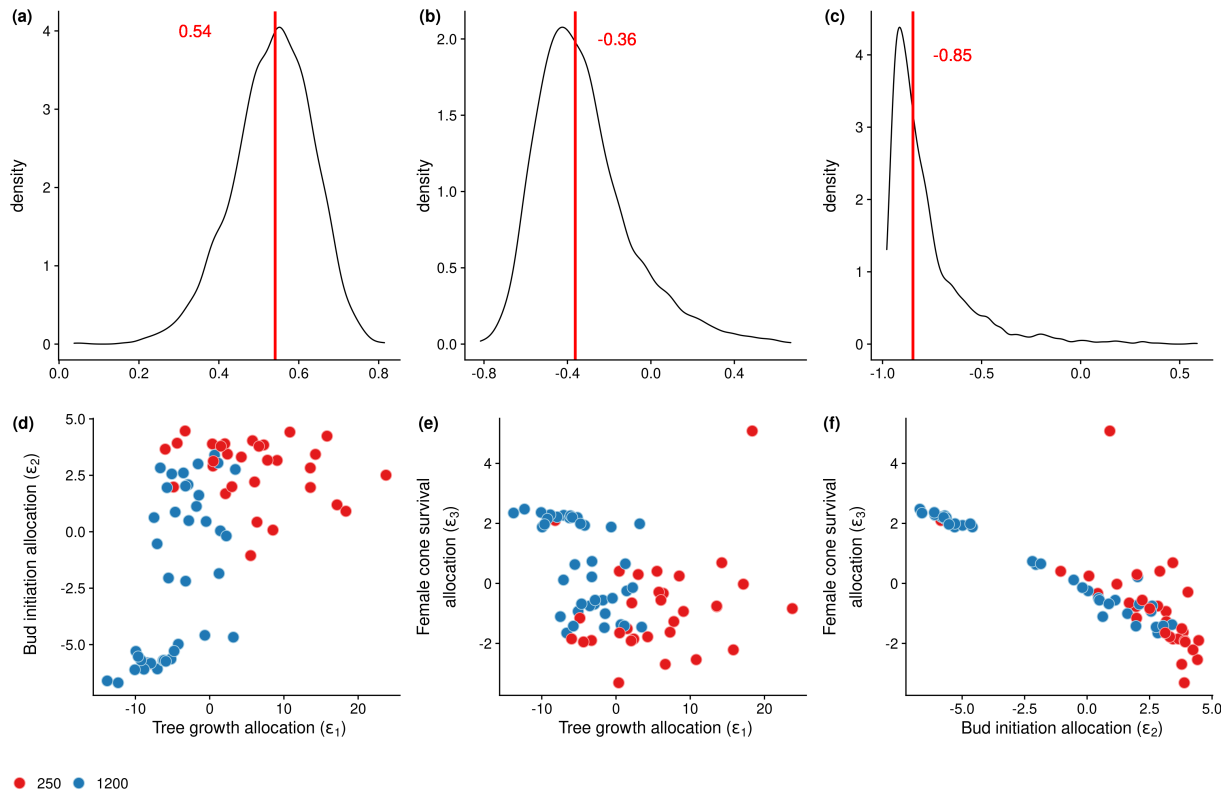 (a)
0.54
density
4
3
2
1
0
0.0 0.2 0.4 0.6 0.8
(b)
-0.36
density
2.0
1.5
1.0
0.5
0.0
-0.8 -0.4 0.0 0.4
(c)
-0.85
density
4
3
2
1
0
-1.0 -0.5 0.0 0.5
(d)
Bud initiation allocation (ε₂)
5.0
2.5
0.0
-2.5
-5.0
-10 0 10 20
Tree growth allocation (ε₁)
(e)
Female cone survival
allocation (ε₃)
4
2
0
-2
-10 0 10 20
Tree growth allocation (ε₁)
(f)
Female cone survival
allocation (ε₃)
4
2
0
-2
-5.0 -2.5 0.0 2.5 5.0
Bud initiation allocation (ε₂)
250 1200